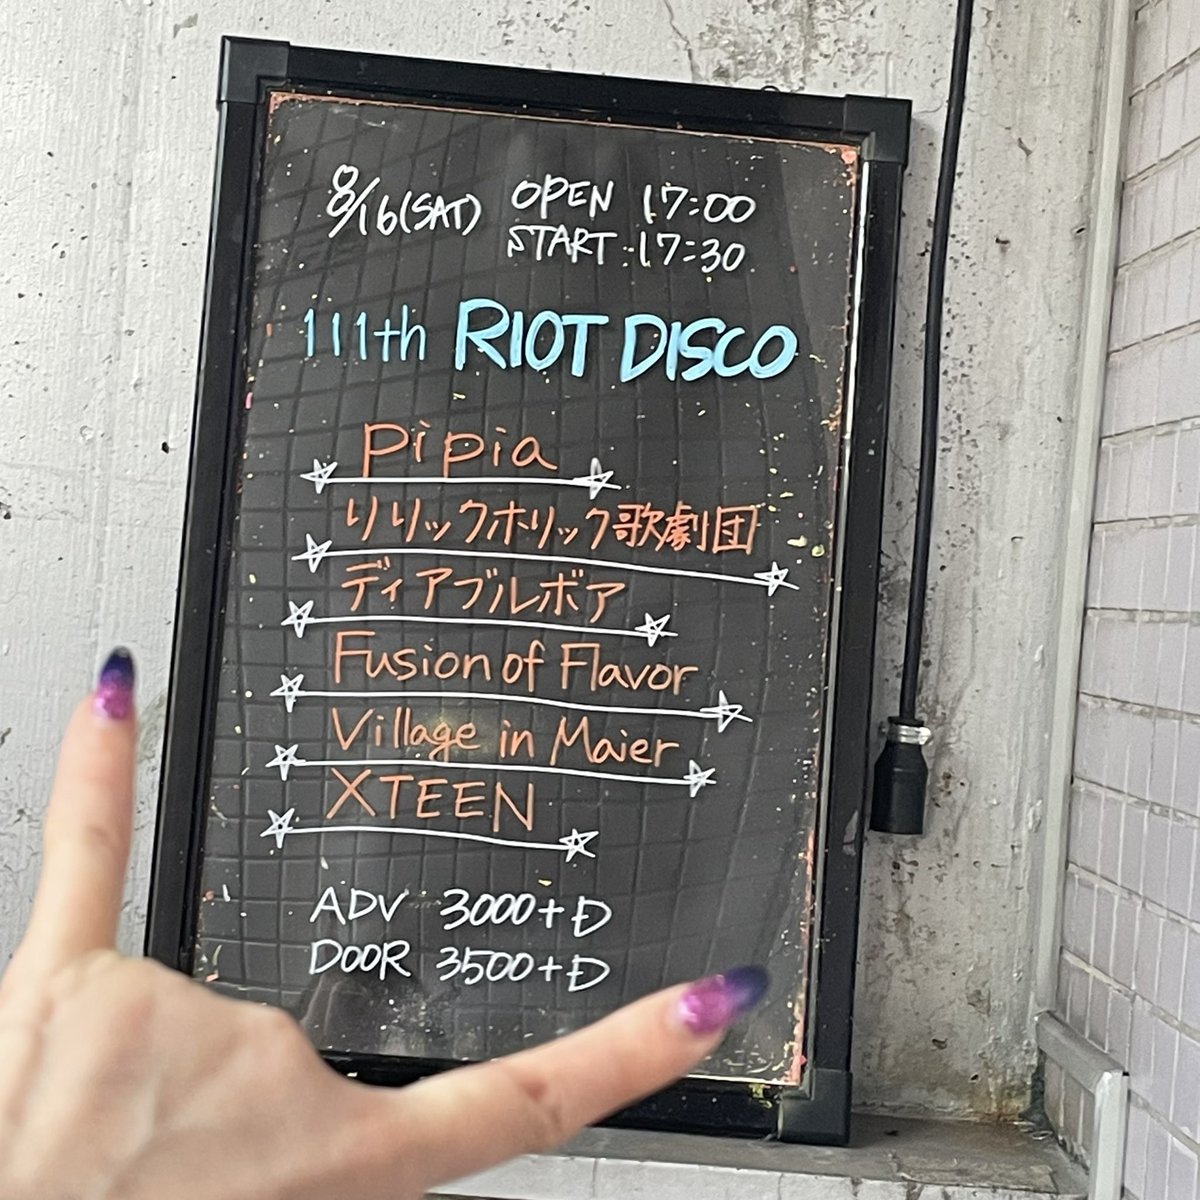 8/16(SAT) OPEN 17:00
START 17:30
111th RIOT DISCO
pipia
リリックホリック歌劇団
ディアブルボア
Fusion of Flavor
Village in Maier
XTEEN
ADV 3000+Đ
DOOR 3500+Đ